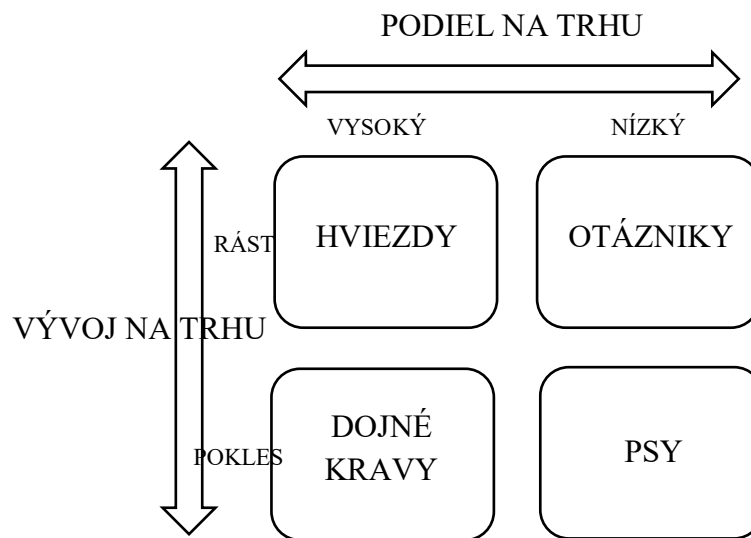 PODIEL NA TRHU
VYSOKÝ
NÍZKÝ
RÁST
HVIEZDY
OTÁZNIKY
VÝVOJ NA TRHU
POKLES
DOJNÉ
KRAVY
PSY